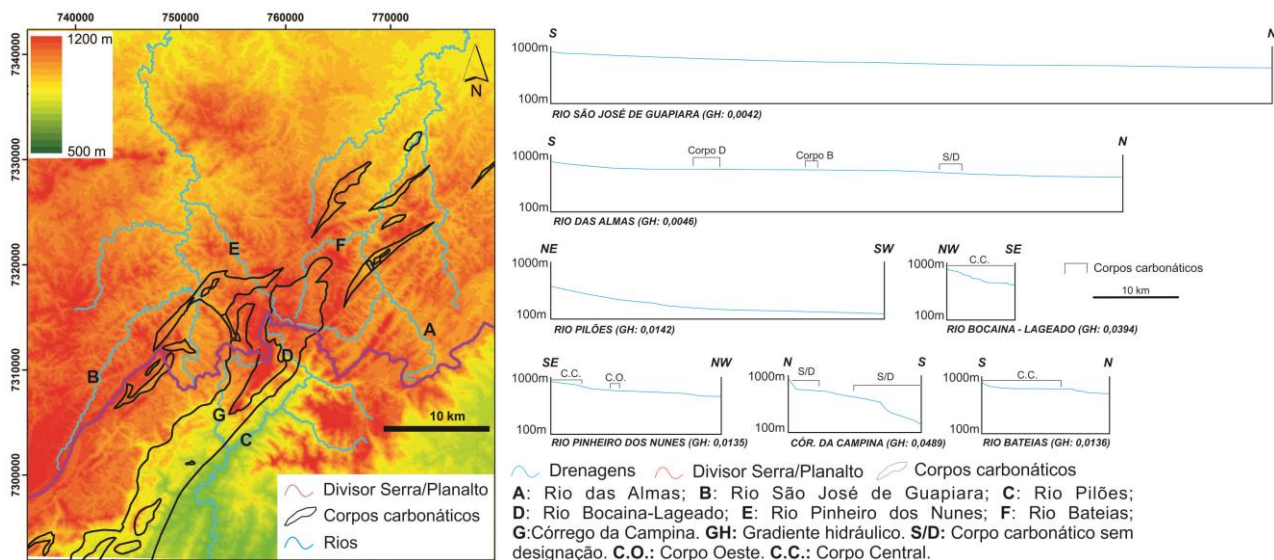 740000 750000 760000 770000
1200 m
500 m
N
7340000
7330000
7320000
7310000
7300000
E
F
A
B
D
G
C
10 km
Divisor Serra/Planalto
Corpos carbonáticos
Rios
S N
1000m
100m
RIO SÃO JOSÉ DE GUAPIARA (GH: 0,0042)
S N
Corpo D Corpo B S/D
1000m
100m
RIO DAS ALMAS (GH: 0,0046)
NE SW
1000m
100m
RIO PILÕES (GH: 0,0142)
NW SE
C.C.
1000m
100m
RIO BOCAINA - LAGEADO (GH: 0,0394)
Corpos carbonáticos
10 km
SE NW
C.C. C.O.
1000m
100m
RIO PINHEIRO DOS NUNES (GH: 0,0135)
N S
S/D S/D
1000m
100m
CÓR. DA CAMPINA (GH: 0,0489)
S N
C.C.
1000m
100m
RIO BATEIAS (GH: 0,0136)
Drenagens Divisor Serra/Planalto Corpos carbonáticos
A: Rio das Almas; B: Rio São José de Guapiara; C: Rio Pilões;
D: Rio Bocaina-Lageado; E: Rio Pinheiro dos Nunes; F: Rio Bateias;
G:Córrego da Campina. GH: Gradiente hidráulico. S/D: Corpo carbonático sem
designação. C.O.: Corpo Oeste. C.C.: Corpo Central.